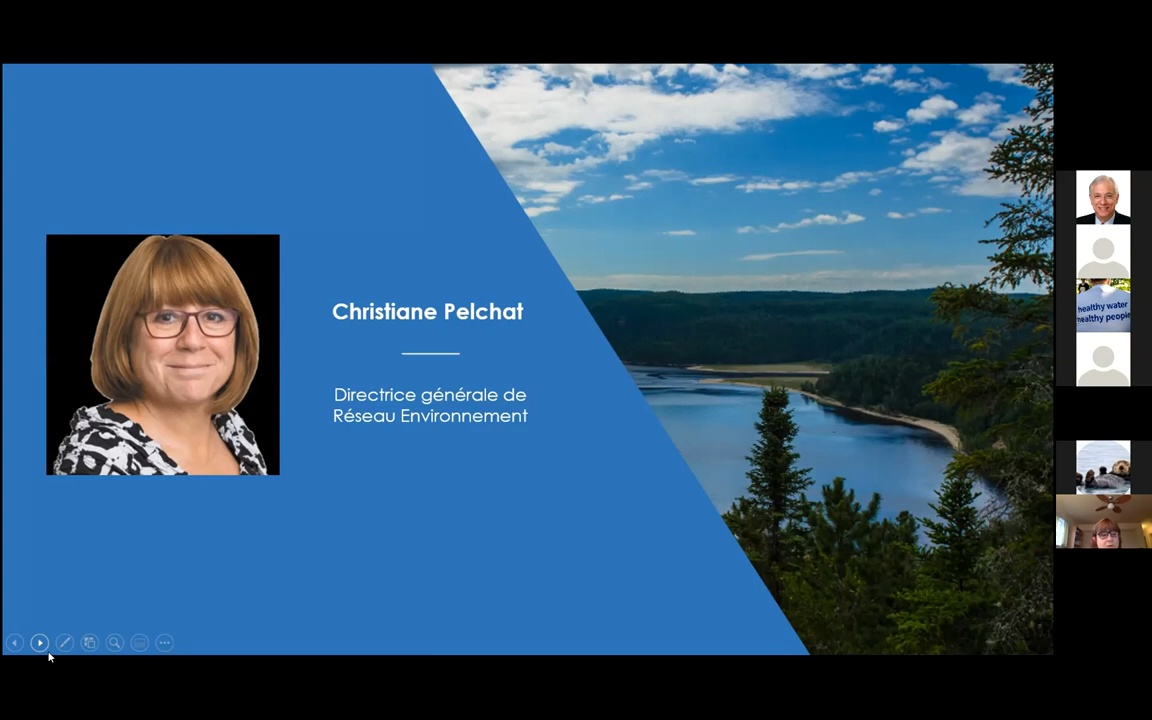 Christiane Pelchat
Directrice générale de
Réseau Environnement
healthy water
healthy people